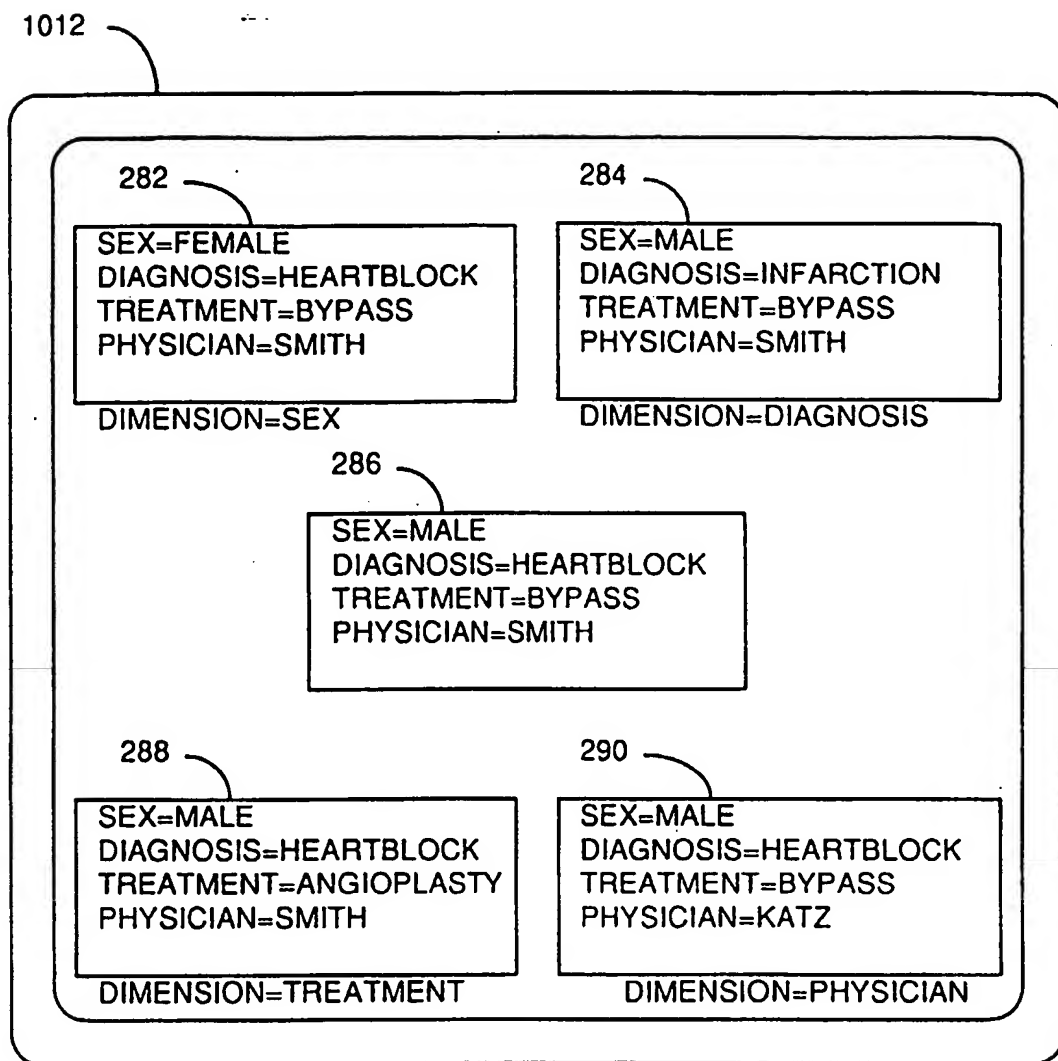 1012
282
SEX=FEMALE
DIAGNOSIS=HEARTBLOCK
TREATMENT=BYPASS
PHYSICIAN=SMITH
DIMENSION=SEX
284
SEX=MALE
DIAGNOSIS=INFARCTION
TREATMENT=BYPASS
PHYSICIAN=SMITH
DIMENSION=DIAGNOSIS
286
SEX=MALE
DIAGNOSIS=HEARTBLOCK
TREATMENT=BYPASS
PHYSICIAN=SMITH
288
SEX=MALE
DIAGNOSIS=HEARTBLOCK
TREATMENT=ANGIOPLASTY
PHYSICIAN=SMITH
DIMENSION=TREATMENT
290
SEX=MALE
DIAGNOSIS=HEARTBLOCK
TREATMENT=BYPASS
PHYSICIAN=KATZ
DIMENSION=PHYSICIAN